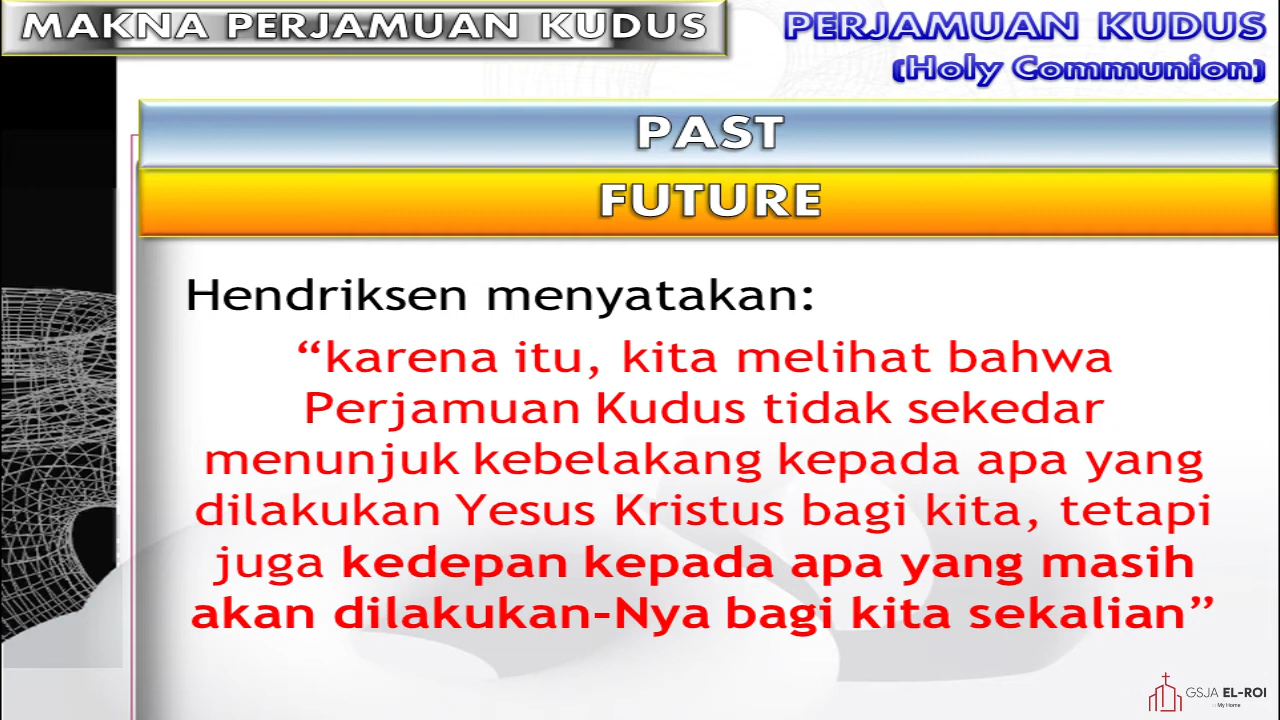 MAKNA PERJAMUAN KUDUS
PERJAMUAN KUDUS
(Holy Communion)
PAST
FUTURE
Hendriksen menyatakan:
“karena itu, kita melihat bahwa
Perjamuan Kudus tidak sekedar
menunjuk kebelakang kepada apa yang
dilakukan Yesus Kristus bagi kita, tetapi
juga kedepan kepada apa yang masih
akan dilakukan-Nya bagi kita sekalian”
GSJA EL-ROI
My Home